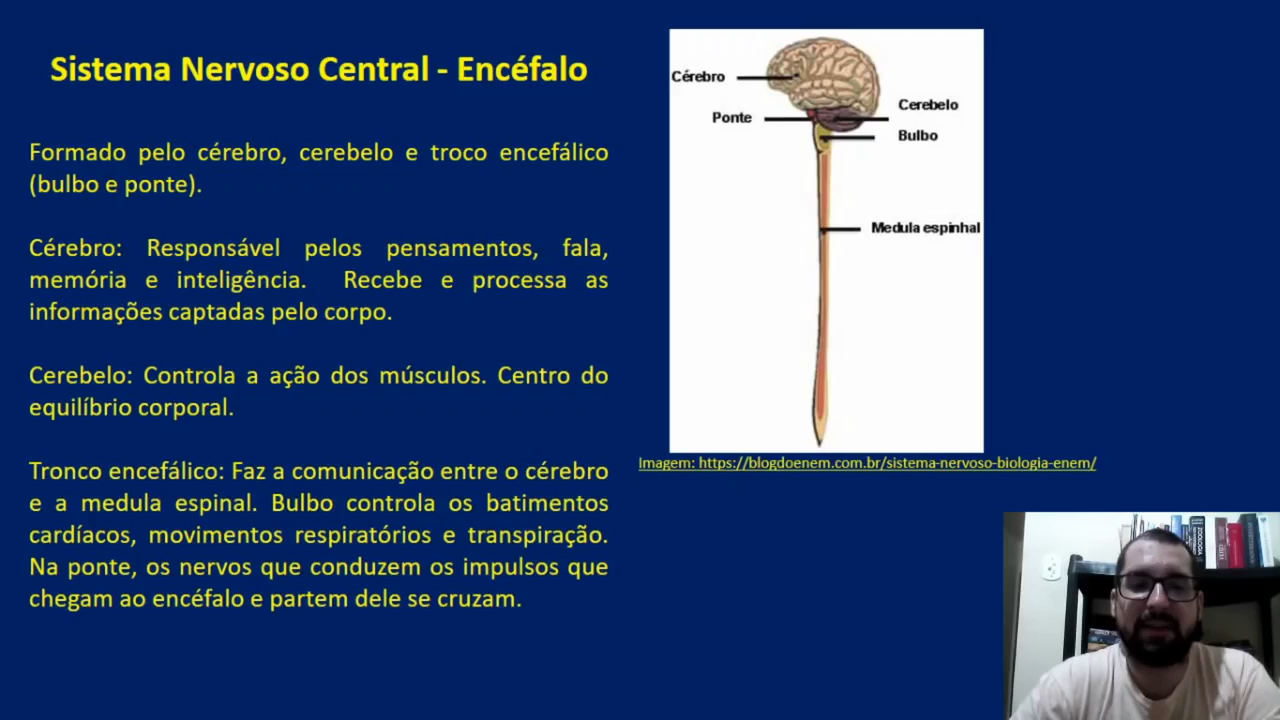 Sistema Nervoso Central - Encéfalo
Formado pelo cérebro, cerebelo e troco encefálico
(bulbo e ponte).
Cérebro: Responsável pelos pensamentos, fala,
memória e inteligência. Recebe e processa as
informações captadas pelo corpo.
Cerebelo: Controla a ação dos músculos. Centro do
equilíbrio corporal.
Tronco encefálico: Faz a comunicação entre o cérebro
e a medula espinal. Bulbo controla os batimentos
cardíacos, movimentos respiratórios e transpiração.
Na ponte, os nervos que conduzem os impulsos que
chegam ao encéfalo e partem dele se cruzam.
Cérebro
Ponte
Cerebelo
Bulbo
Medula espinhal
Imagem: https://blogdoenem.com.br/sistema-nervoso-biologia-enem/
ZOOLOGIA